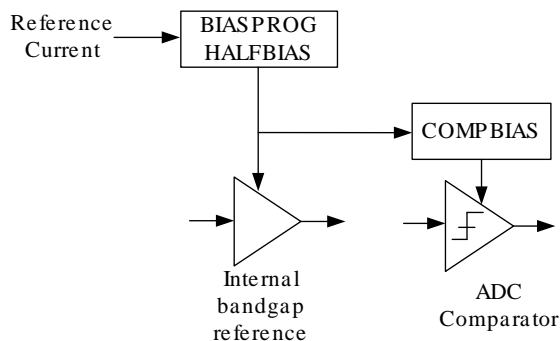 Reference
Current
BIASPROG
HALFBIAS
COMPBIAS
Internal
bandgap
reference
ADC
Comparator